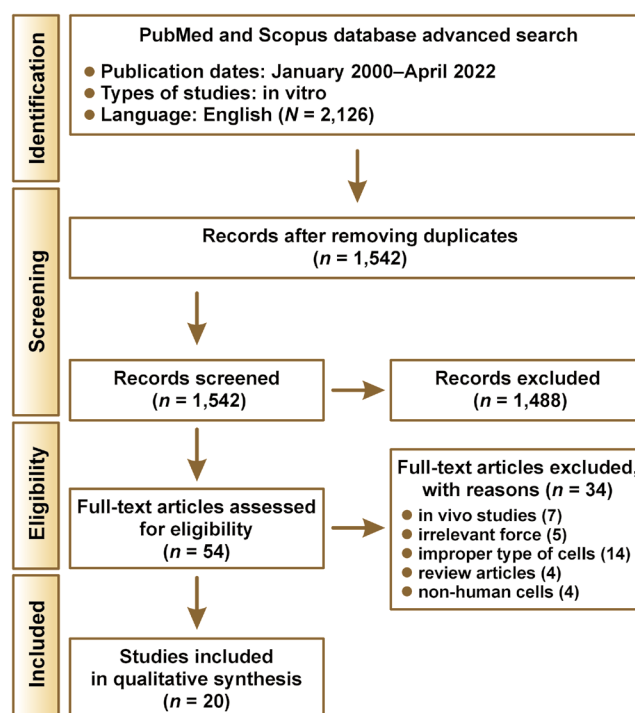 Identification
PubMed and Scopus database advanced search
● Publication dates: January 2000–April 2022
● Types of studies: in vitro
● Language: English (N = 2,126)
Screening
Records after removing duplicates
(n = 1,542)
Records screened
(n = 1,542)
Records excluded
(n = 1,488)
Eligibility
Full-text articles assessed
for eligibility
(n = 54)
Full-text articles excluded,
with reasons (n = 34)
● in vivo studies (7)
● irrelevant force (5)
● improper type of cells (14)
● review articles (4)
● non-human cells (4)
Included
Studies included
in qualitative synthesis
(n = 20)